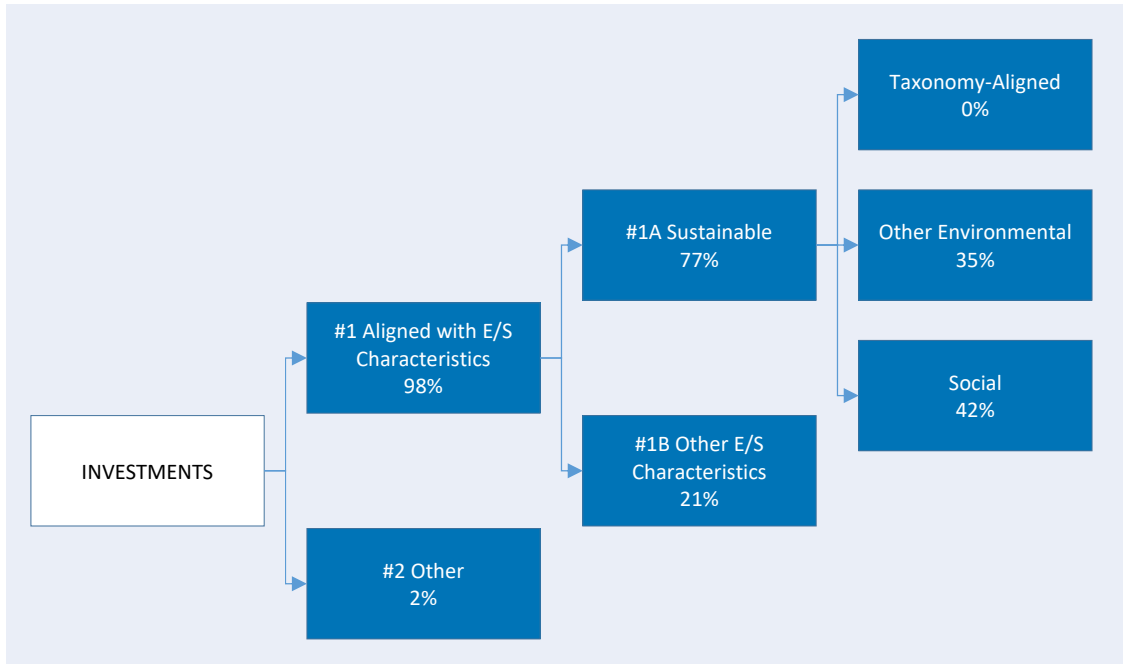 INVESTMENTS
#1 Aligned with E/S
Characteristics
98%
#2 Other
2%
#1A Sustainable
77%
#1B Other E/S
Characteristics
21%
Taxonomy-Aligned
0%
Other Environmental
35%
Social
42%